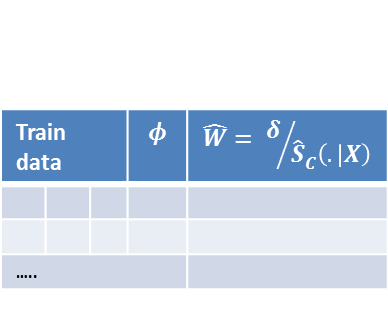 Train data
ϕ
Ŵ = δ/Ŝ_C(.|X)
.....